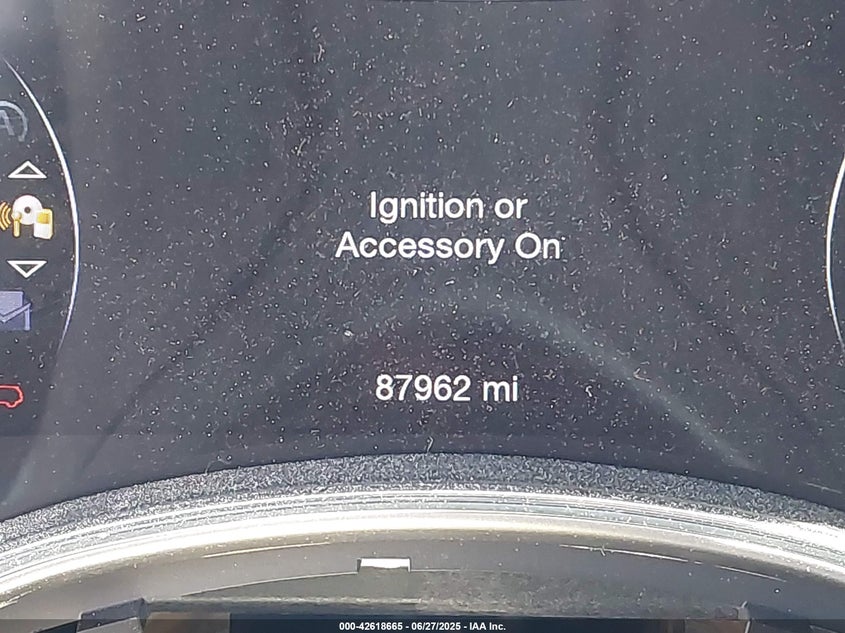 Ignition or
Accessory On
87962 mi
000-42618665 - 06/27/2025 - IAA Inc.